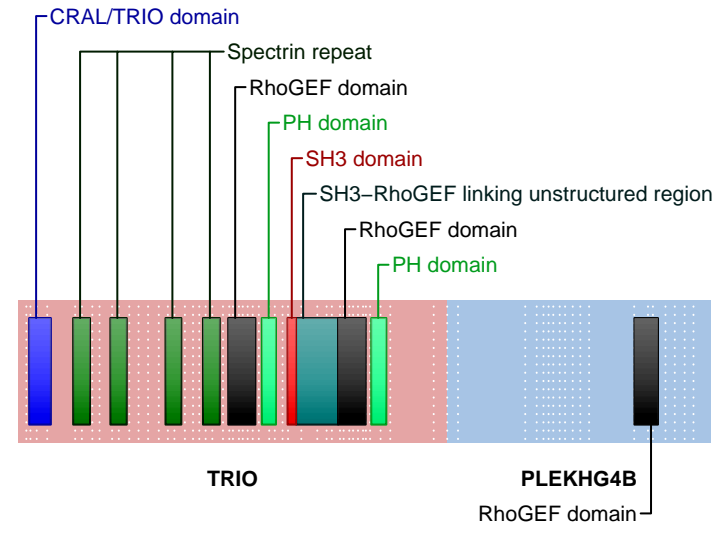 CRAL/TRIO domain
Spectrin repeat
RhoGEF domain
PH domain
SH3 domain
SH3−RhoGEF linking unstructured region
RhoGEF domain
PH domain
TRIO
PLEKHG4B
RhoGEF domain